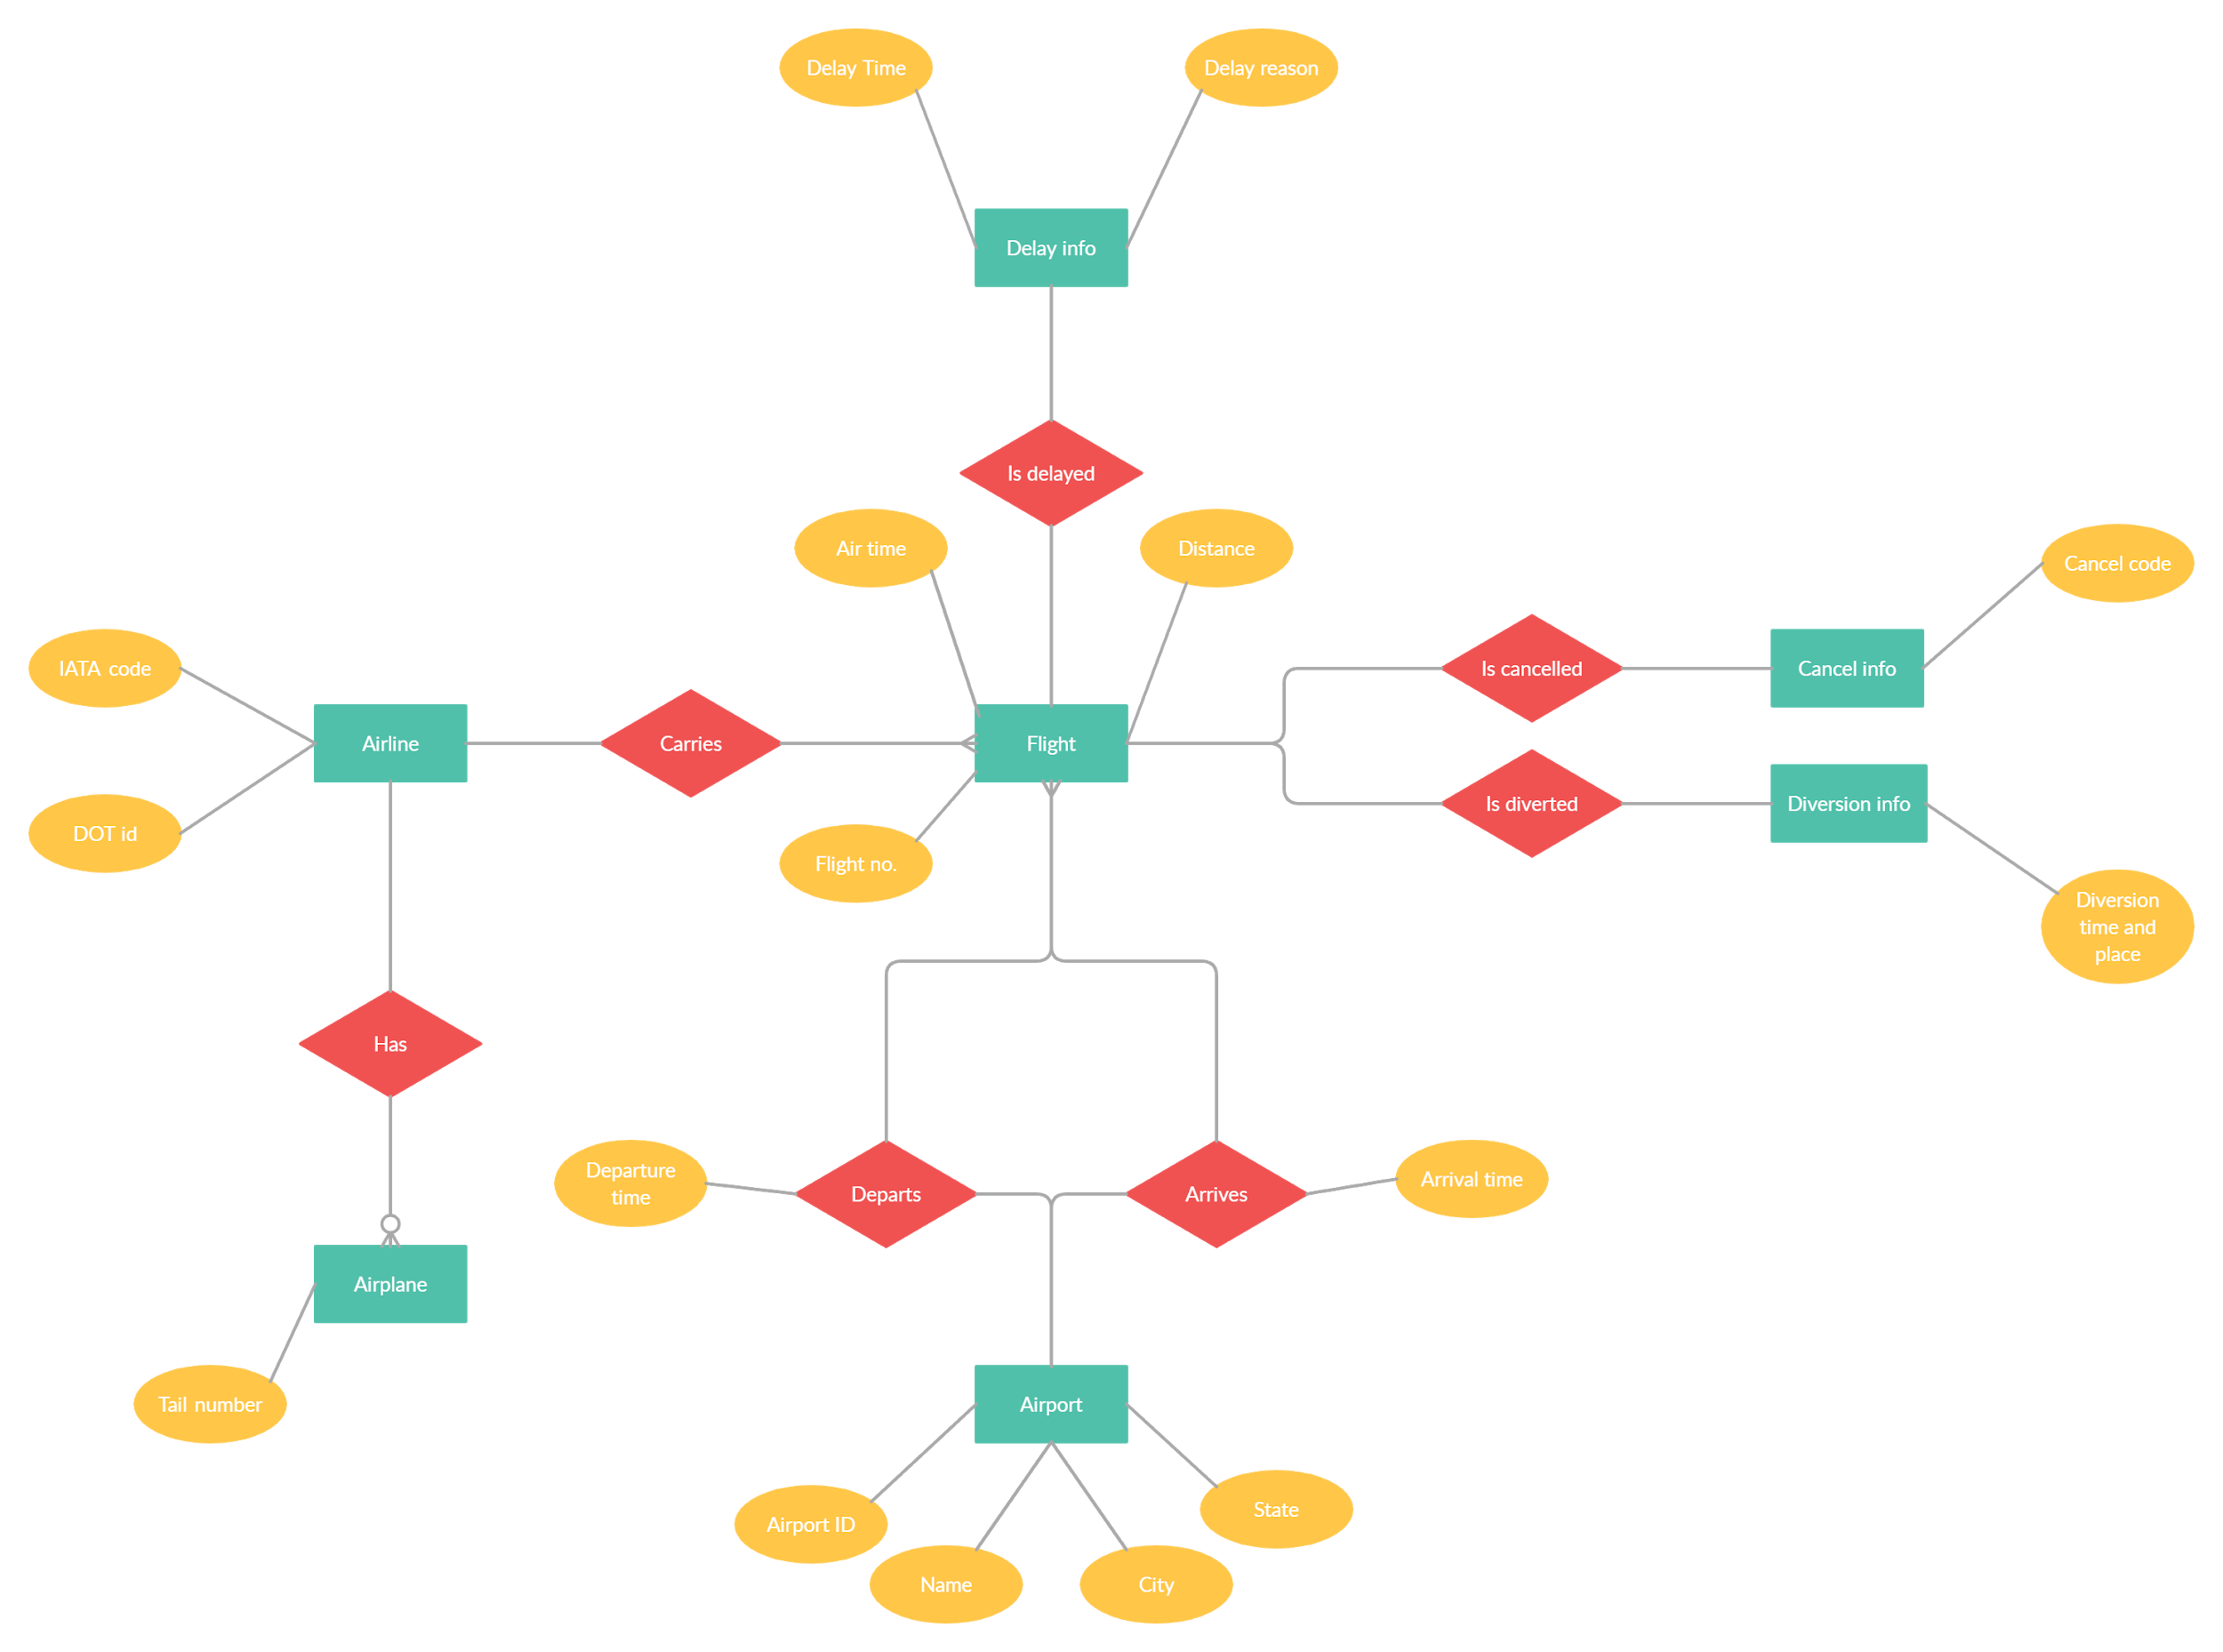 Delay Time
Delay reason
Delay info
Is delayed
Air time
Distance
Cancel code
IATA code
Is cancelled
Cancel info
Airline
Carries
Flight
Is diverted
Diversion info
DOT id
Flight no.
Diversion
time and
place
Has
Departure
time
Departs
Arrives
Arrival time
Airplane
Tail number
Airport
Airport ID
State
Name
City